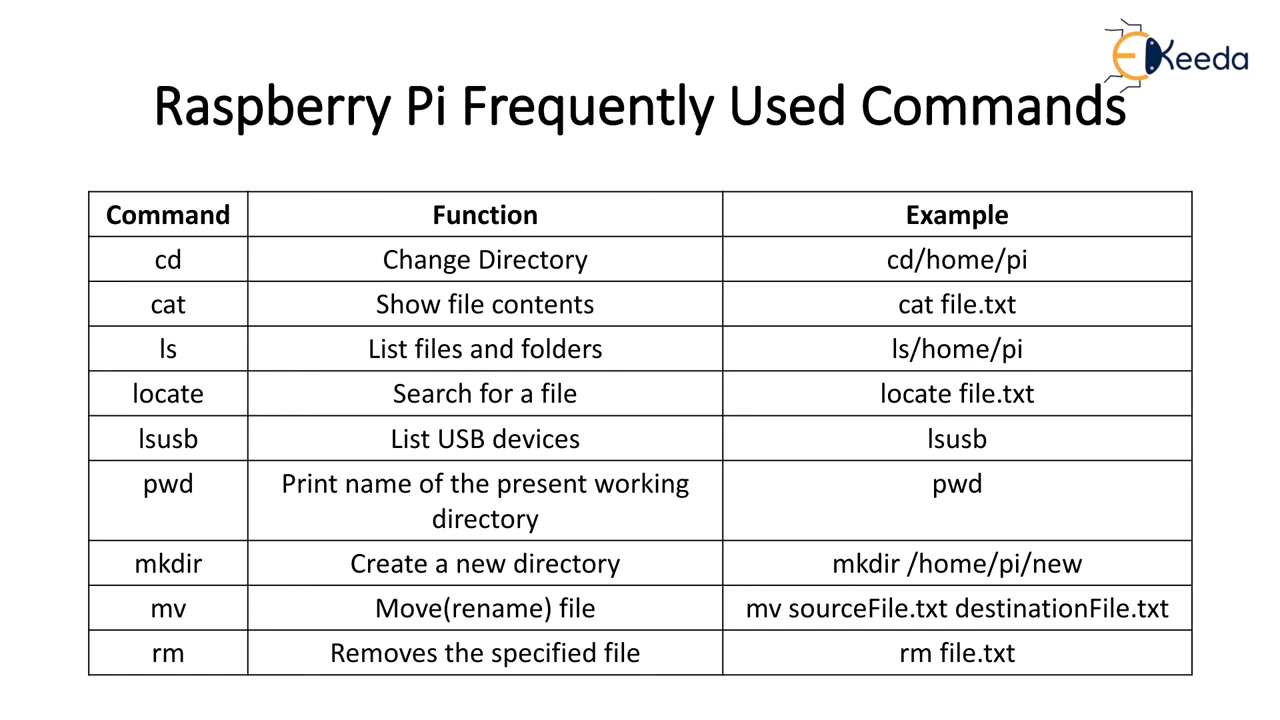 EKeeda
Raspberry Pi Frequently Used Commands
Command Function Example
cd Change Directory cd/home/pi
cat Show file contents cat file.txt
ls List files and folders ls/home/pi
locate Search for a file locate file.txt
lsusb List USB devices lsusb
pwd Print name of the present working pwd
directory
mkdir Create a new directory mkdir /home/pi/new
mv Move(rename) file mv sourceFile.txt destinationFile.txt
rm Removes the specified file rm file.txt